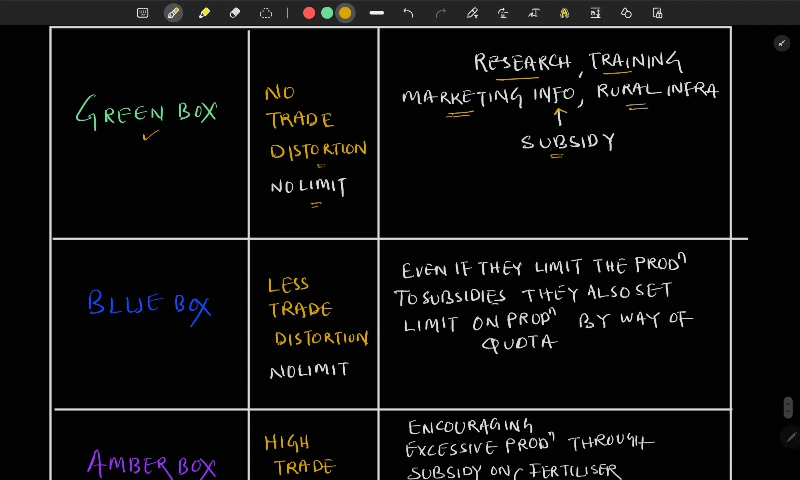 GREEN BOX
NO
TRADE
DISTORTION
NO LIMIT
RESEARCH, TRAINING
MARKETING INFO, RURAL INFRA
SUBSIDY
BLUE BOX
LESS
TRADE
DISTORTION
NO LIMIT
EVEN IF THEY LIMIT THE PRODⁿ
TO SUBSIDIES THEY ALSO SET
LIMIT ON PRODⁿ BY WAY OF
QUOTA
AMBER BOX
HIGH
TRADE
ENCOURAGING
EXCESSIVE PRODⁿ THROUGH
SUBSIDY ON, FERTILISER